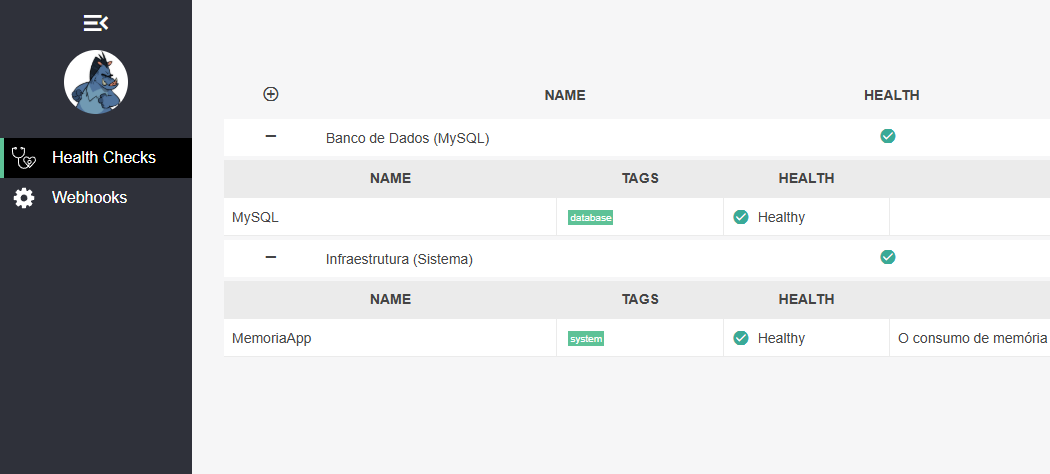 NAME HEALTH
Health Checks
Webhooks
Banco de Dados (MySQL)
NAME TAGS HEALTH
MySQL database Healthy
Infraestrutura (Sistema)
NAME TAGS HEALTH
MemoriaApp system Healthy O consumo de memória